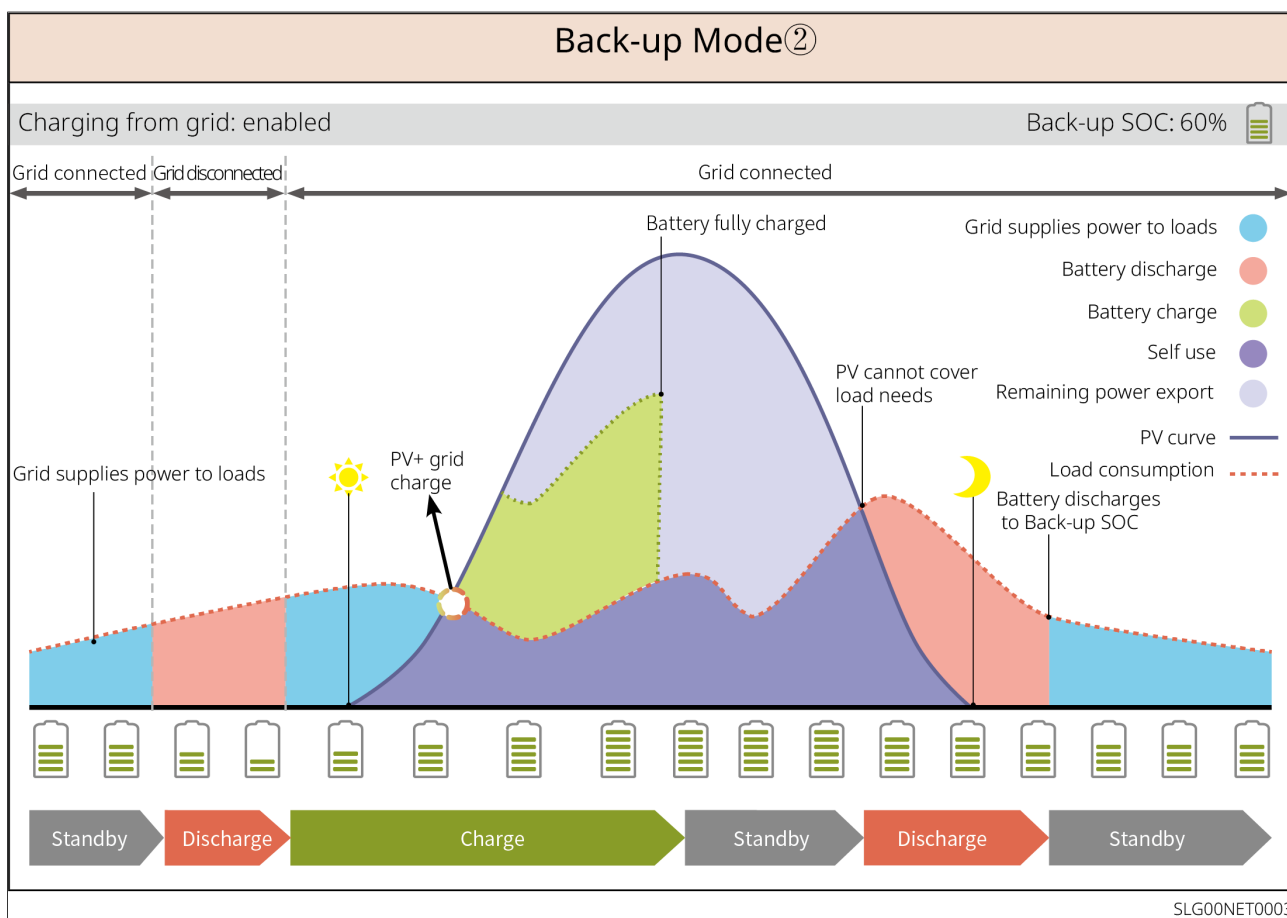 Back-up Mode②
Charging from grid: enabled
Back-up SOC: 60%
Grid connected
Grid disconnected
Grid connected
Battery fully charged
Grid supplies power to loads
Battery discharge
Battery charge
Self use
Remaining power export
PV curve
Load consumption
PV cannot cover
load needs
Grid supplies power to loads
PV+ grid
charge
Battery discharges
to Back-up SOC
Standby
Discharge
Charge
Standby
Discharge
Standby
SLG00NET0003